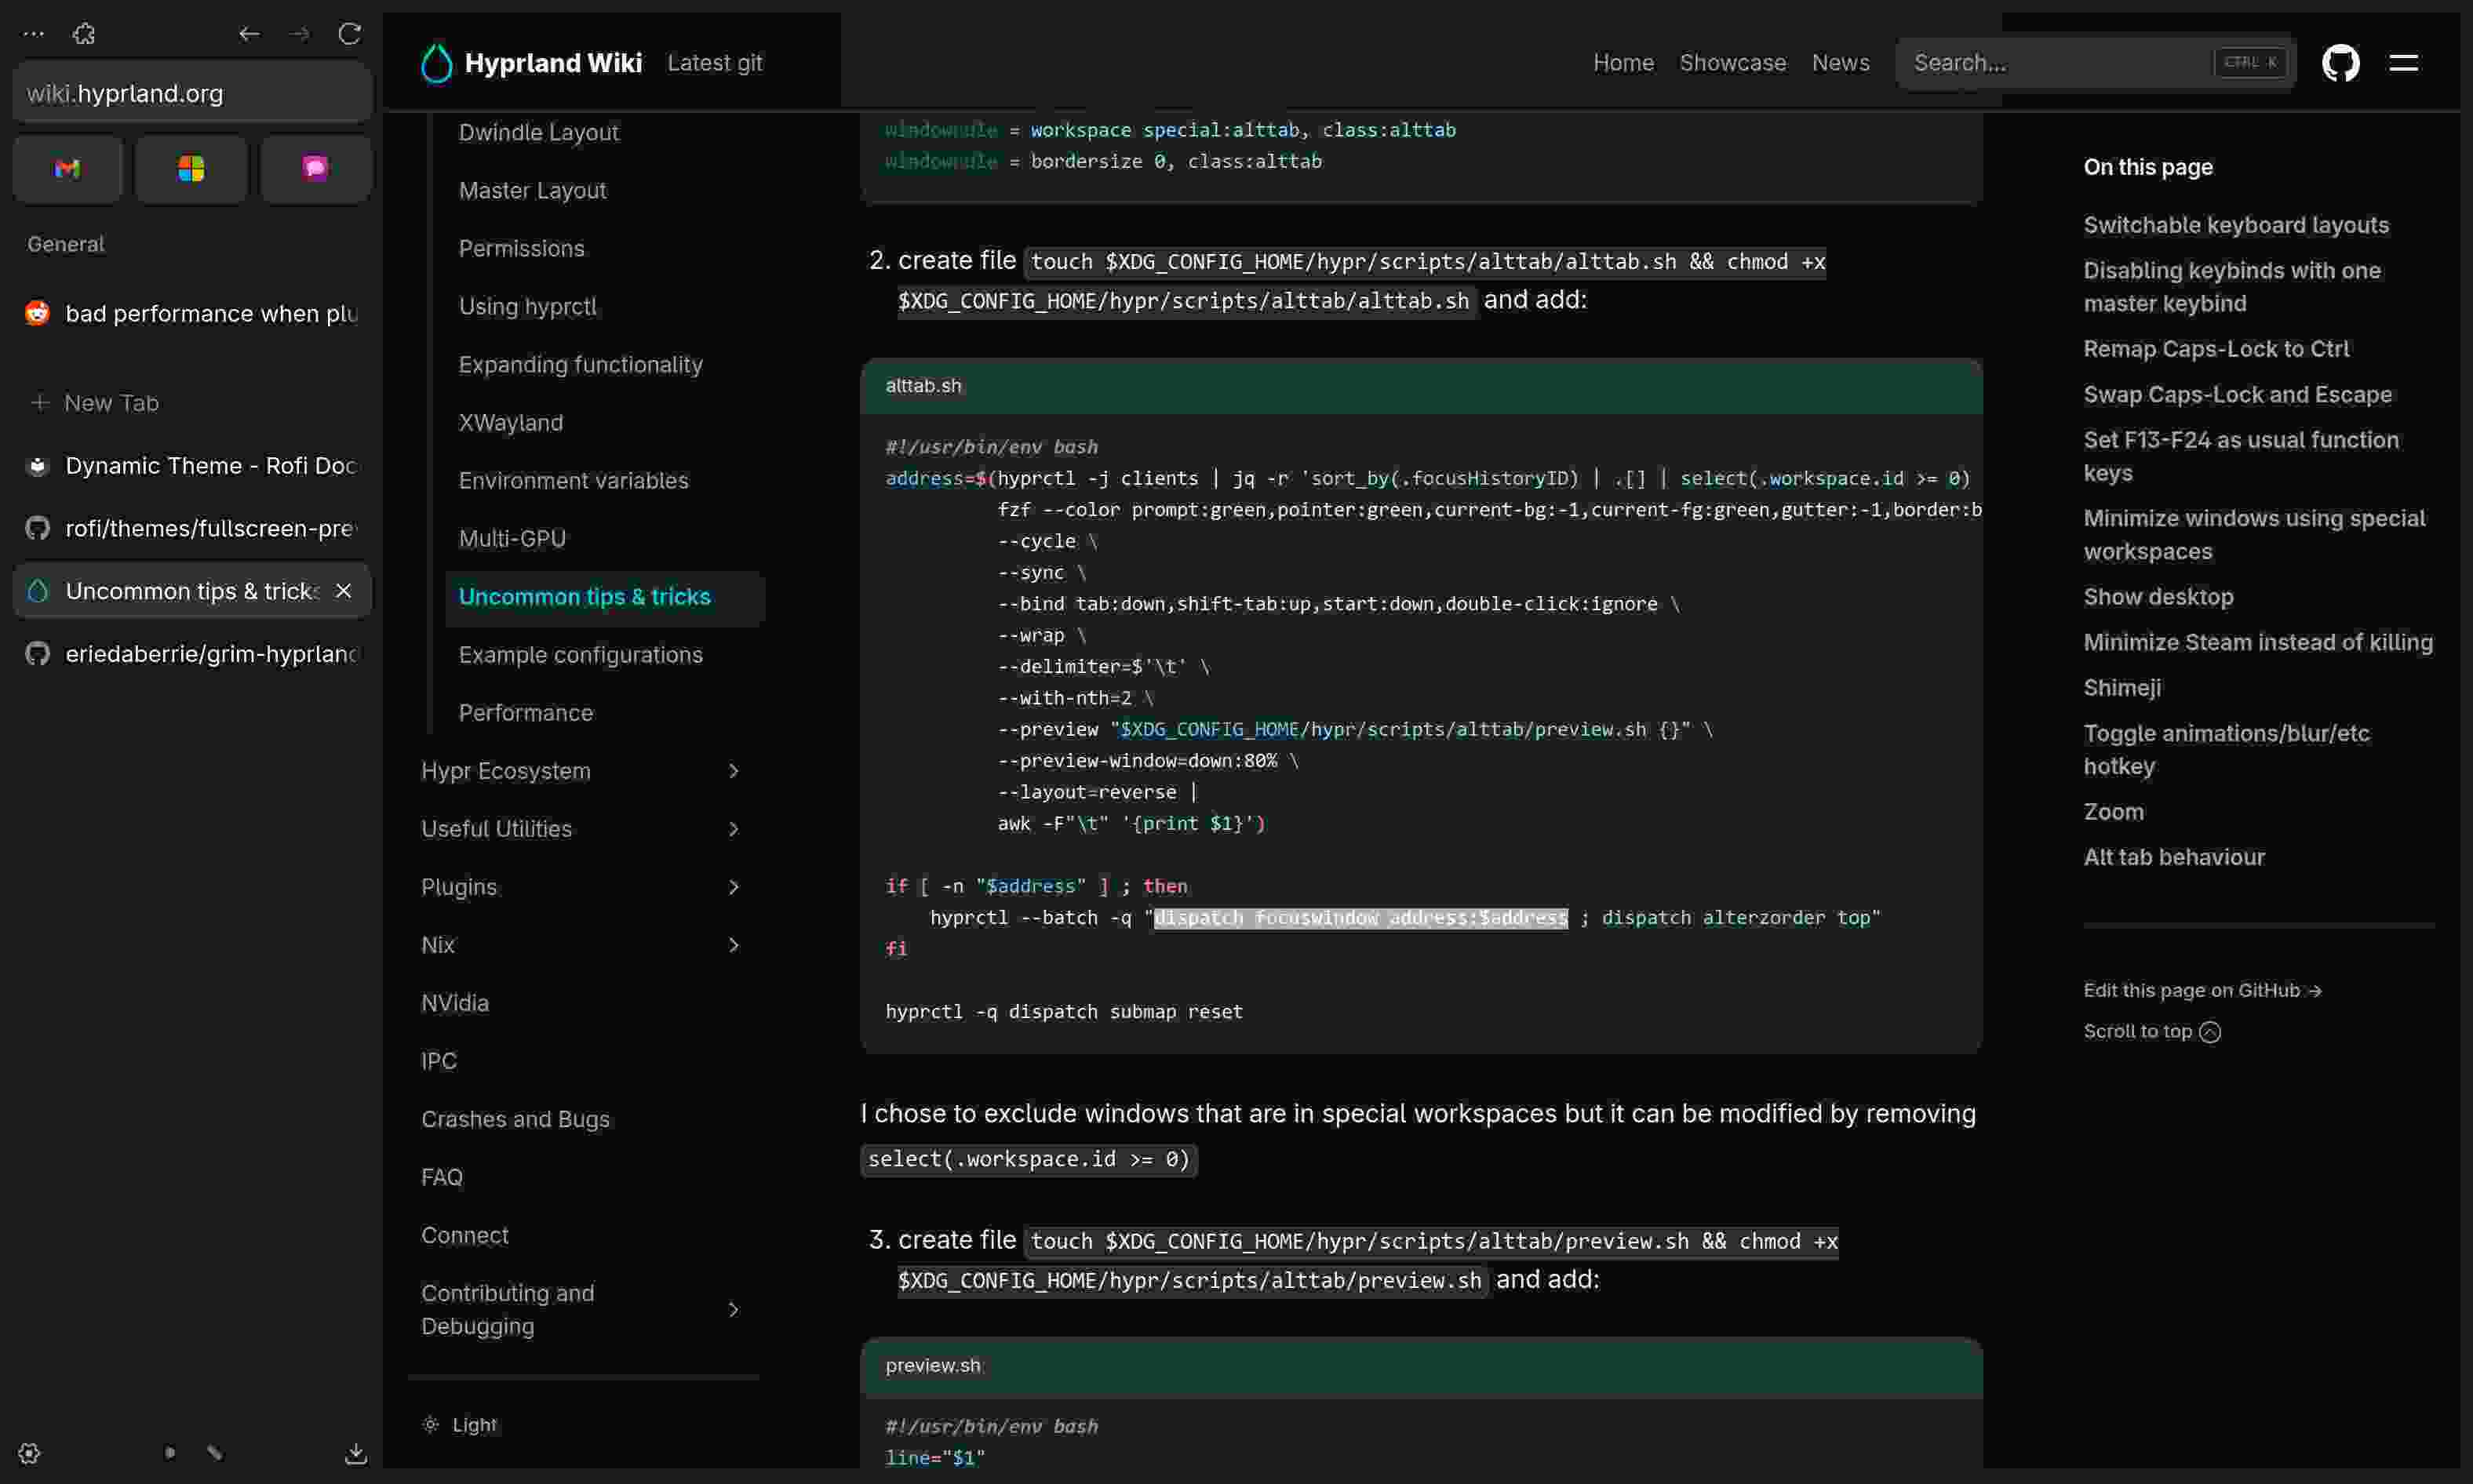 wiki.hyprland.org
General
bad performance when plu
New Tab
Dynamic Theme - Rofi Doc
rofi/themes/fullscreen-pre
Uncommon tips & tricks
eriedaberrie/grim-hyprland
Hyprland Wiki Latest git
Home Showcase News Search... CTRL K
Dwindle Layout
Master Layout
Permissions
Using hyprctl
Expanding functionality
XWayland
Environment variables
Multi-GPU
Uncommon tips & tricks
Example configurations
Performance
Hypr Ecosystem
Useful Utilities
Plugins
Nix
NVidia
IPC
Crashes and Bugs
FAQ
Connect
Contributing and
Debugging
Light
windowrule = workspace special:alttab, class:alttab
windowrule = bordersize 0, class:alttab
2. create file touch $XDG_CONFIG_HOME/hypr/scripts/alttab/alttab.sh && chmod +x
$XDG_CONFIG_HOME/hypr/scripts/alttab/alttab.sh and add:
alttab.sh
#!/usr/bin/env bash
address=$(hyprctl -j clients | jq -r 'sort_by(.focusHistoryID) | .[] | select(.workspace.id >= 0)
fzf --color prompt:green,pointer:green,current-bg:-1,current-fg:green,gutter:-1,border:b
--cycle \
--sync \
--bind tab:down,shift-tab:up,start:down,double-click:ignore \
--wrap \
--delimiter=$'\t' \
--with-nth=2 \
--preview "$XDG_CONFIG_HOME/hypr/scripts/alttab/preview.sh {}" \
--preview-window=down:80% \
--layout=reverse |
awk -F"\t" '{print $1}')
if [ -n "$address" ] ; then
hyprctl --batch -q "dispatch focuswindow address:$address ; dispatch alterzorder top"
fi
hyprctl -q dispatch submap reset
I chose to exclude windows that are in special workspaces but it can be modified by removing
select(.workspace.id >= 0)
3. create file touch $XDG_CONFIG_HOME/hypr/scripts/alttab/preview.sh && chmod +x
$XDG_CONFIG_HOME/hypr/scripts/alttab/preview.sh and add:
preview.sh
#!/usr/bin/env bash
line="$1"
On this page
Switchable keyboard layouts
Disabling keybinds with one
master keybind
Remap Caps-Lock to Ctrl
Swap Caps-Lock and Escape
Set F13-F24 as usual function
keys
Minimize windows using special
workspaces
Show desktop
Minimize Steam instead of killing
Shimeji
Toggle animations/blur/etc
hotkey
Zoom
Alt tab behaviour
Edit this page on GitHub →
Scroll to top